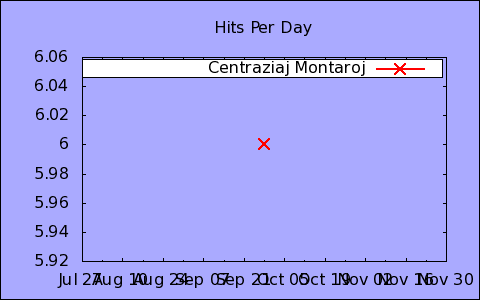 Hits Per Day
6.06
6.04
6.02
6
5.98
5.96
5.94
5.92
Centraziaj Montaroj
Jul 27 Aug 10 Aug 24 Sep 07 Sep 21 Oct 05 Oct 19 Nov 02 Nov 16 Nov 30